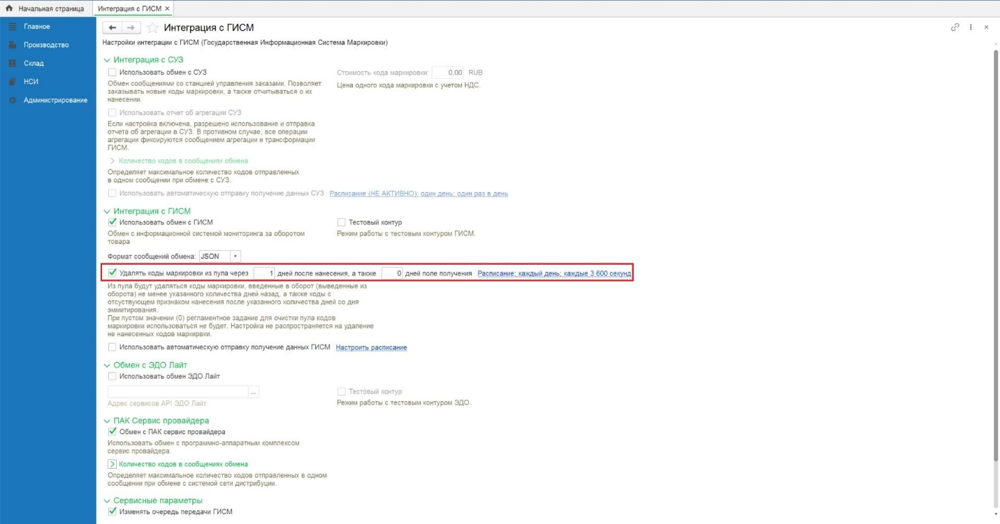 Начальная страница
Интеграция с ГИСМ ×
Главное
Производство
Склад
НСИ
Администрирование
Интеграция с ГИСМ
Настройки интеграции с ГИСМ (Государственная Информационная Система Маркировки)
Интеграция с СУЗ
Использовать обмен с СУЗ
Стоимость кода маркировки: 0,00 RUB
Обмен сообщениями со станцией управления заказами. Позволяет
заказывать новые коды маркировки, а также отчитываться о их
нанесении.
Цена одного кода маркировки с учетом НДС.
Использовать отчет об агрегации СУЗ
Если настройка включена, разрешено использование и отправка
отчета об агрегации в СУЗ. В противном случае, все операции
агрегации фиксируются сообщением агрегации и трансформации
ГИСМ.
Количество кодов в сообщениях обмена
Определяет максимальное количество кодов отправленных
в одном сообщении при обмене с СУЗ.
Использовать автоматическую отправку получение данных СУЗ Расписание (НЕ АКТИВНО): один день; один раз в день
Интеграция с ГИСМ
Использовать обмен с ГИСМ
Тестовый контур
Обмен с информационной системой мониторинга за оборотом
товара
Режим работы с тестовым контуром ГИСМ.
Формат сообщений обмена: JSON
Удалять коды маркировки из пула через 1 дней после нанесения, а также 0 дней поле получения Расписание: каждый день; каждые 3 600 секунд
Из пула будут удаляться коды маркировки, введенные в оборот (выведенные из
оборота) не менее указанного количества дней назад, а также коды с
отсуствующем признаком нанесения после указанного количества дней со дня
эммитирования.
При пустом значении (0) регламентное задание для очистки пула кодов
маркировки использоваться не будет. Настройка не распространяется на удаление
не нанесенных кодов маркирвки.
Использовать автоматическую отправку получение данных ГИСМ Настроить расписание
Обмен с ЭДО Лайт
Использовать обмен ЭДО Лайт
...
Тестовый контур
Адрес сервисов API ЭДО Лайт
Режим работы с тестовым контуром ЭДО.
ПАК Сервис провайдера
Обмен с ПАК сервис провайдера
Использовать обмен с программно-аппаратным комплексом
сервис провайдера.
Количество кодов в сообщениях обмена
Определяет максимальное количество кодов отправленных в одном
сообщении при обмене с системой сети дистрибуции.
Сервисные параметры
Изменять очередь передачи ГИСМ